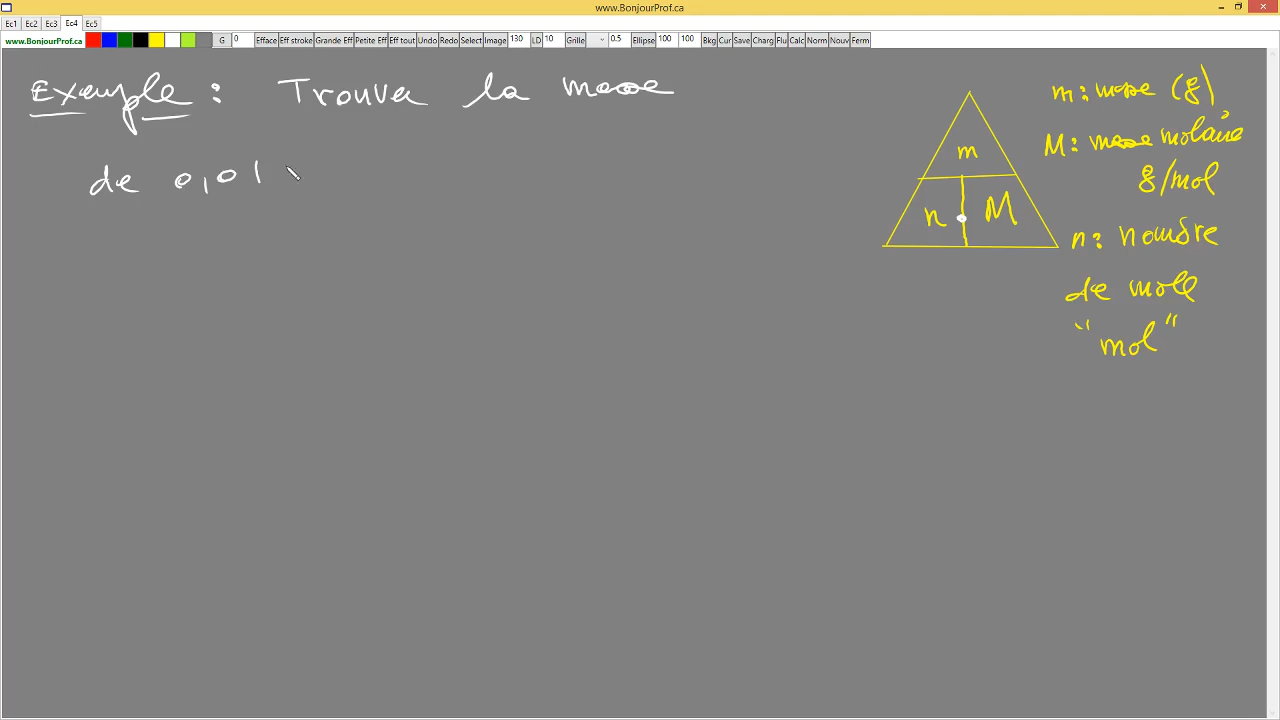 www.BonjourProf.ca
Ec1 Ec2 Ec3 Ec4 Ec5
www.BonjourProf.ca G 0 Efface Eff stroke Grande Eff Petite Eff Eff tout Undo Redo Select Image 130 LD 10 Grille 0.5 Ellipse 100 100 Bkg Cur Save Charg Flu Calc Norm Nouv Ferm
Example : Trouver la masse
de 0,01
m
n M
m : masse (g)
M : masse molaire
g/mol
n : nombre
de mole
"mol"